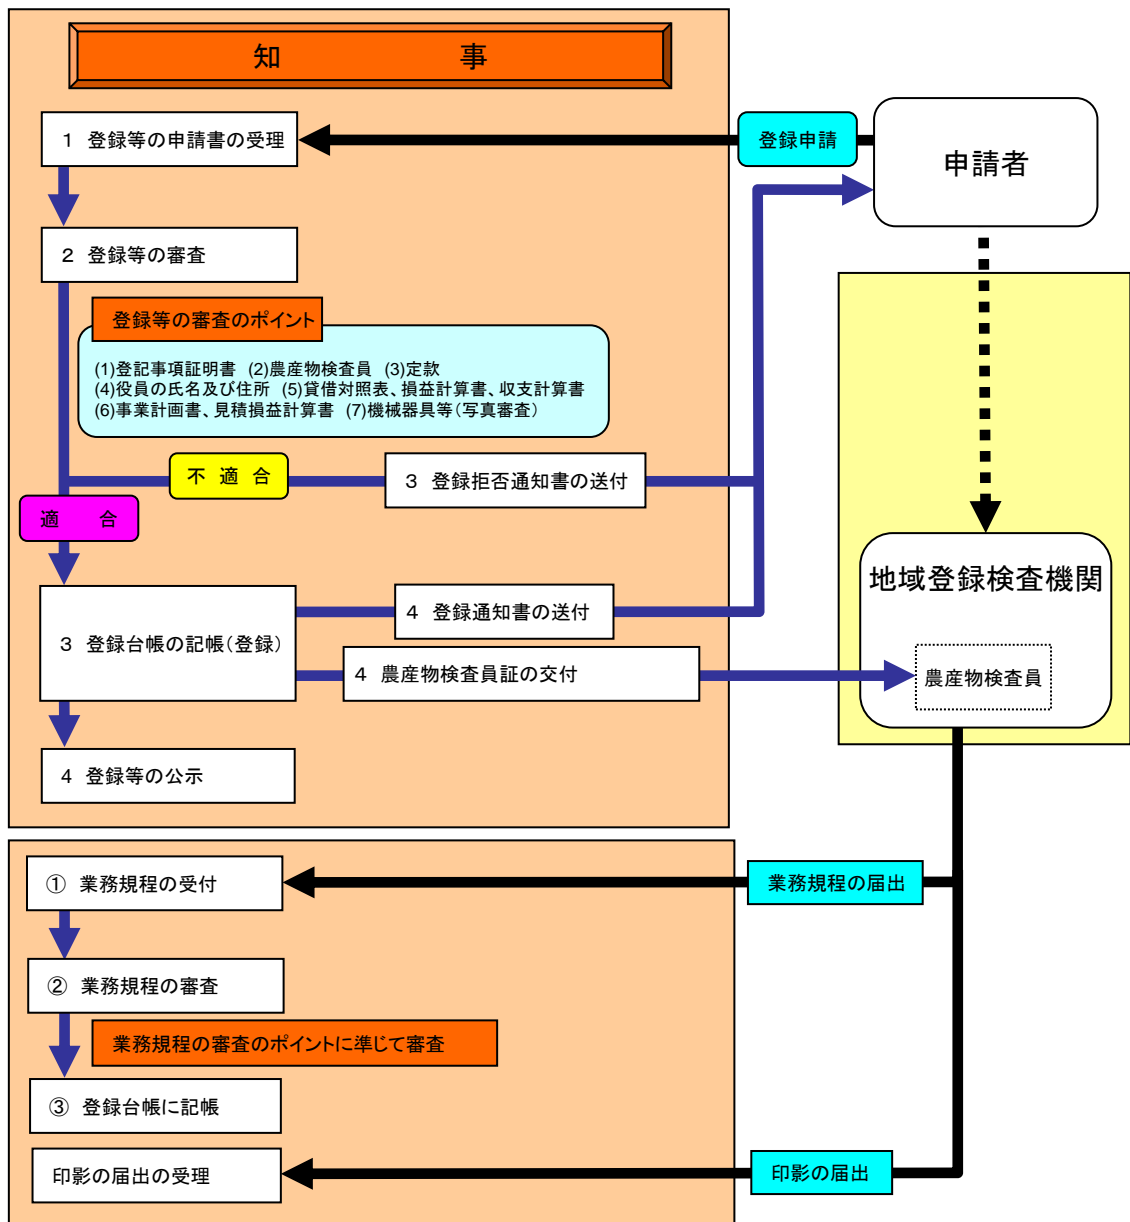 知　事
1 登録等の申請書の受理
登録申請
申請者
2 登録等の審査
登録等の審査のポイント
(1)登記事項証明書 (2)農産物検査員 (3)定款
(4)役員の氏名及び住所 (5)貸借対照表、損益計算書、収支計算書
(6)事業計画書、見積損益計算書 (7)機械器具等(写真審査)
不 適 合
3 登録拒否通知書の送付
適　合
地域登録検査機関
3 登録台帳の記帳(登録)
4 登録通知書の送付
4 農産物検査員証の交付
農産物検査員
4 登録等の公示
① 業務規程の受付
業務規程の届出
② 業務規程の審査
業務規程の審査のポイントに準じて審査
③ 登録台帳に記帳
印影の届出の受理
印影の届出